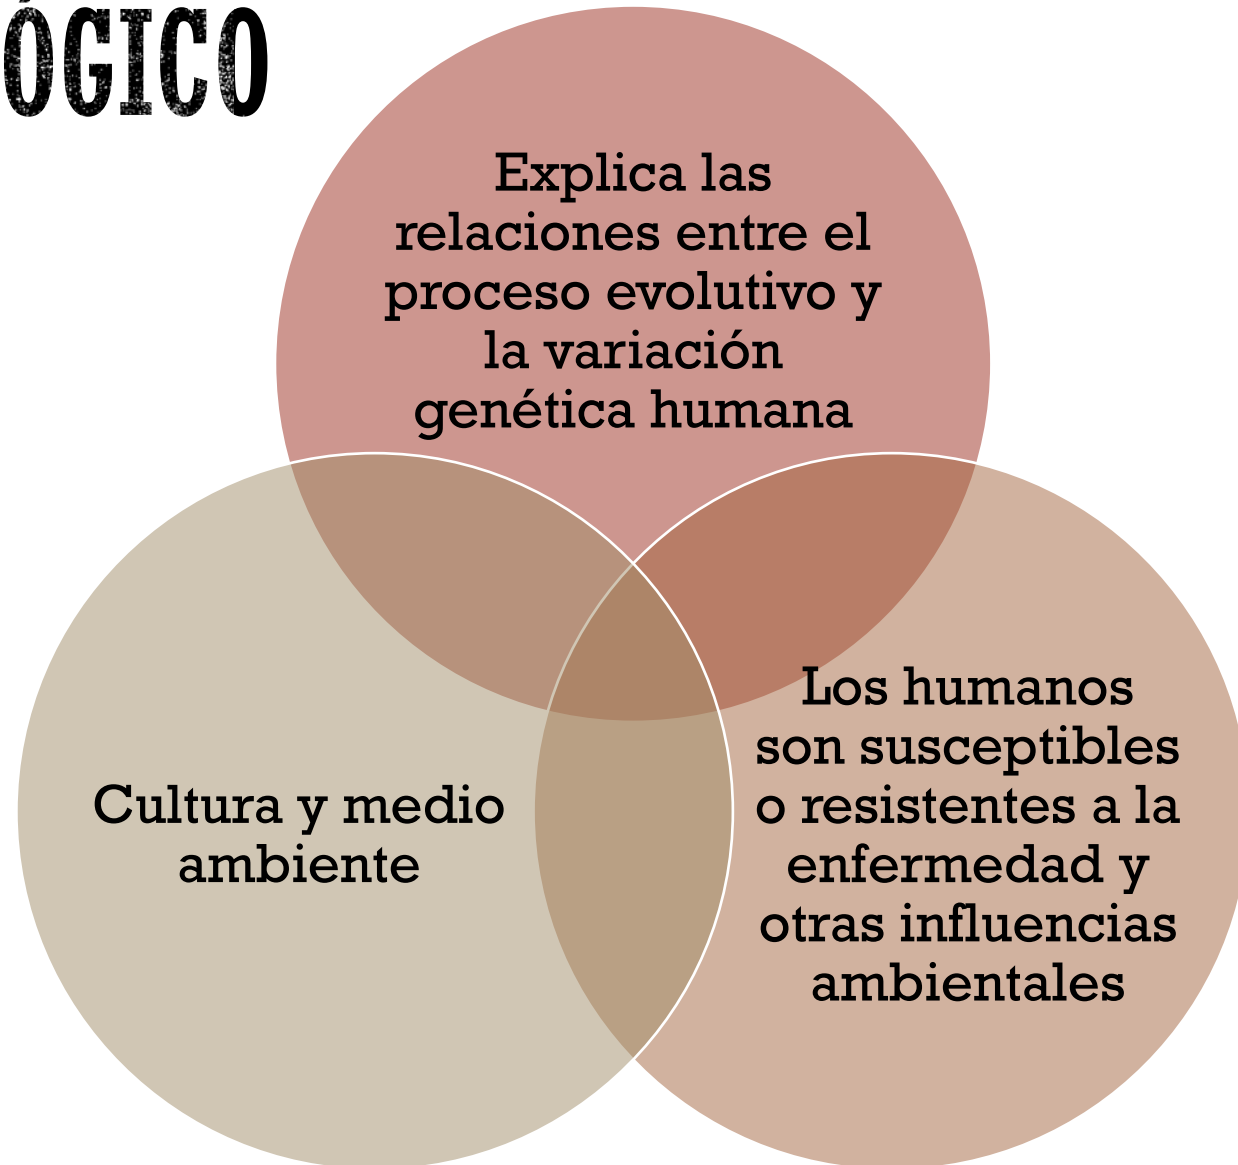 ÓGICO
Explica las
relaciones entre el
proceso evolutivo y
la variación
genética humana
Cultura y medio
ambiente
Los humanos
son susceptibles
o resistentes a la
enfermedad y
otras influencias
ambientales